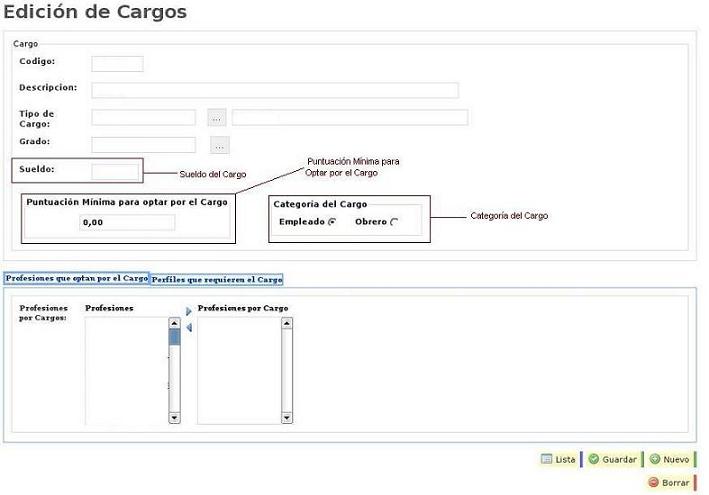 Edición de Cargos
Cargo
Codigo:
Descripcion:
Tipo de
Cargo:
...
Grado:
...
Sueldo:
Sueldo del Cargo
Puntuación Mínima para
Optar por el Cargo
Puntuación Mínima para optar por el Cargo
0,00
Categoría del Cargo
Empleado
Obrero
Categoría del Cargo
Profesiones que optan por el Cargo
Perfiles que requieren el Cargo
Profesiones
por Cargos:
Profesiones
Profesiones por Cargo
Lista
Guardar
Nuevo
Borrar